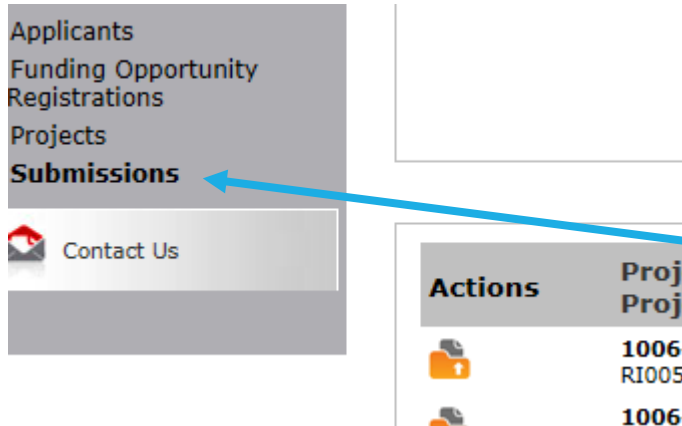 Applicants
Funding Opportunity
Registrations
Projects
Submissions
Contact Us
Actions
Proj
Proj
1006
RI005
1006